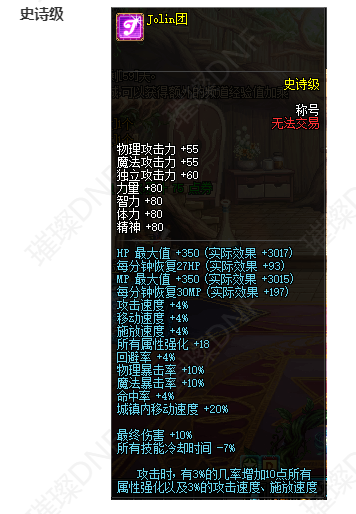 史诗级
Jolin团
史诗级
称号
无法交易
物理攻击力 +55
魔法攻击力 +55
独立攻击力 +60
力量 +80
智力 +80
体力 +80
精神 +80
HP 最大值 +350 (实际效果 +3017)
每分钟恢复27HP (实际效果 +93)
MP 最大值 +350 (实际效果 +3015)
每分钟恢复30MP (实际效果 +197)
攻击速度 +4%
移动速度 +4%
施放速度 +4%
所有属性强化 +18
回避率 +4%
物理暴击率 +10%
魔法暴击率 +10%
命中率 +4%
城镇内移动速度 +20%
最终伤害 +10%
所有技能冷却时间 -7%
攻击时, 有3%的几率增加10点所有
属性强化以及3%的攻击速度、施放速度
璀璨DNF